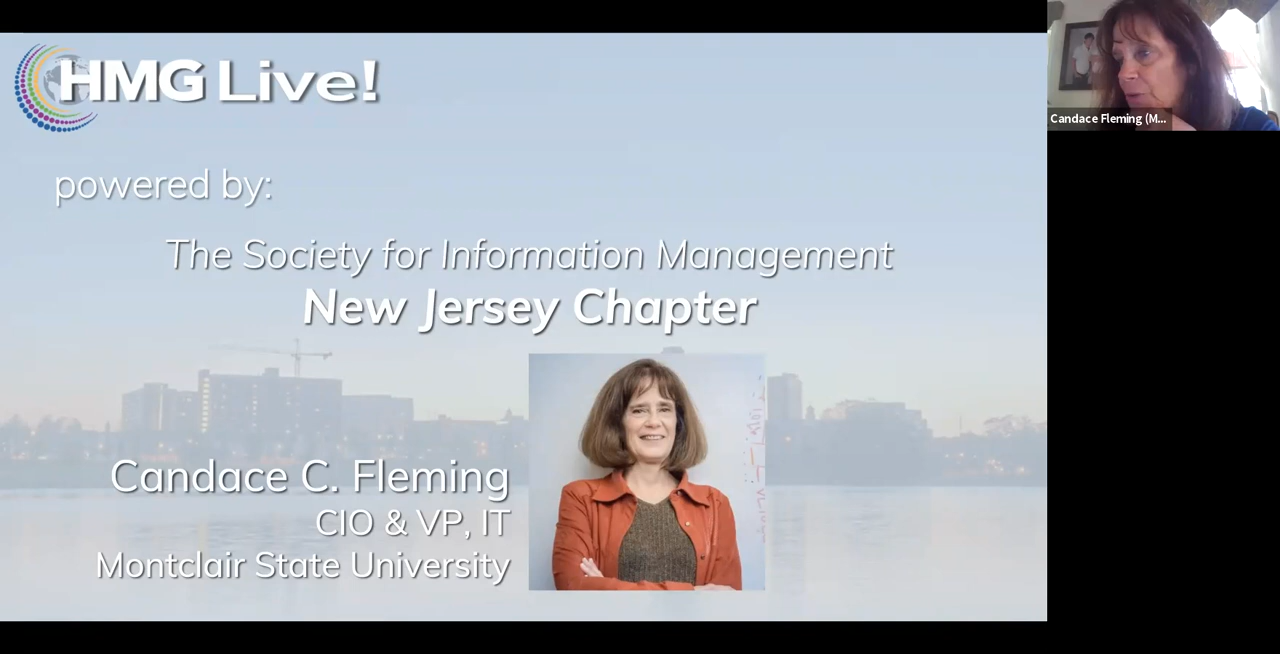 HMG Live!
powered by:
The Society for Information Management
New Jersey Chapter
Candace C. Fleming
CIO & VP, IT
Montclair State University
Candace Fleming (M...